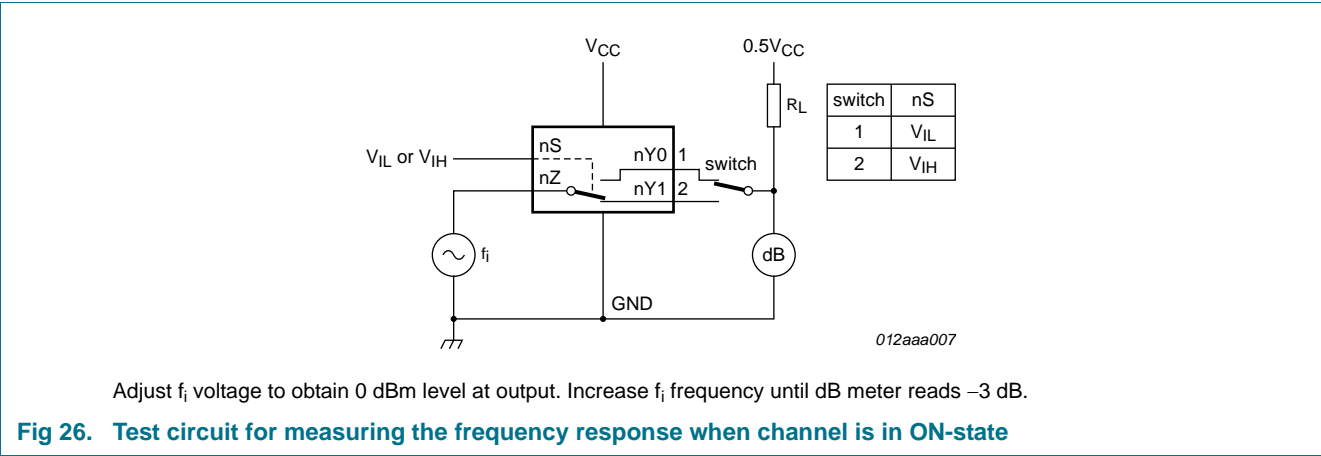 VCC
0.5VCC
RL
switch nS
1 VIL
2 VIH
VIL or VIH
nS
nY0 1
switch
nZ
nY1 2
fi
dB
GND
012aaa007
Adjust fi voltage to obtain 0 dBm level at output. Increase fi frequency until dB meter reads −3 dB.
Fig 26. Test circuit for measuring the frequency response when channel is in ON-state